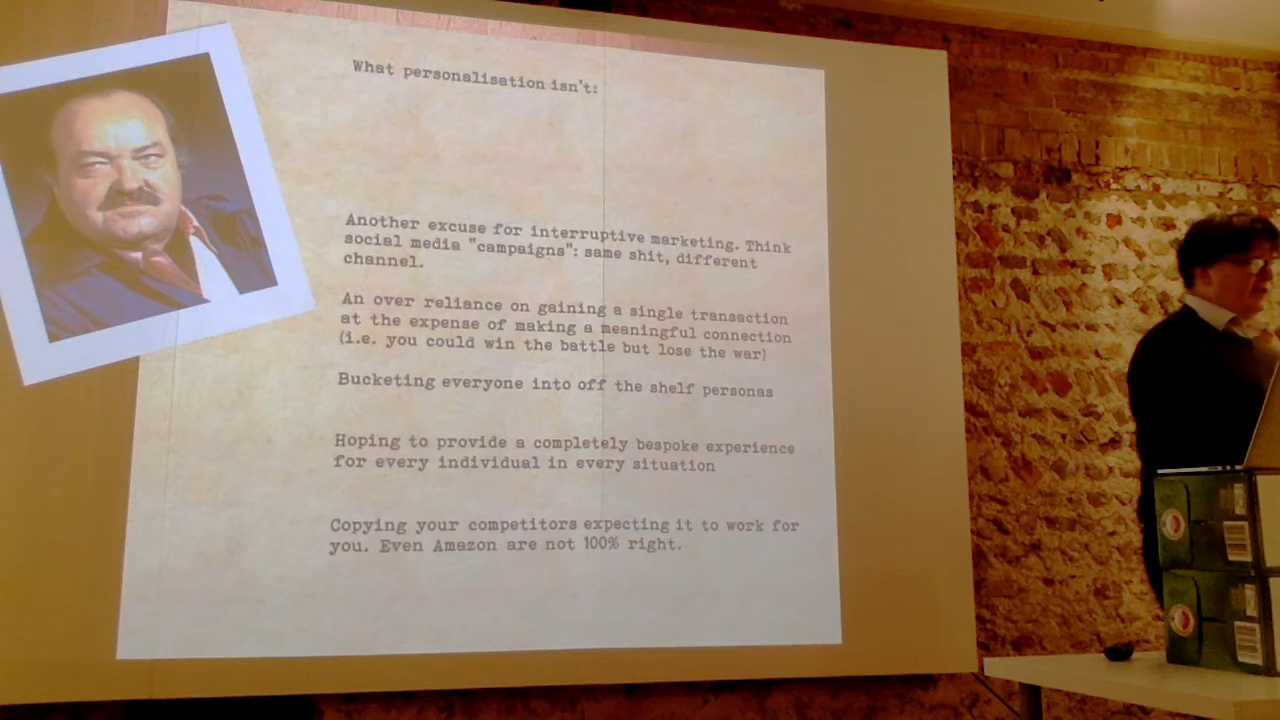 What personalisation isn't:
Another excuse for interruptive marketing. Think
social media "campaigns": same shit, different
channel.
An over reliance on gaining a single transaction
at the expense of making a meaningful connection
(i.e. you could win the battle but lose the war)
Bucketing everyone into off the shelf personas
Hoping to provide a completely bespoke experience
for every individual in every situation
Copying your competitors expecting it to work for
you. Even Amazon are not 100% right.